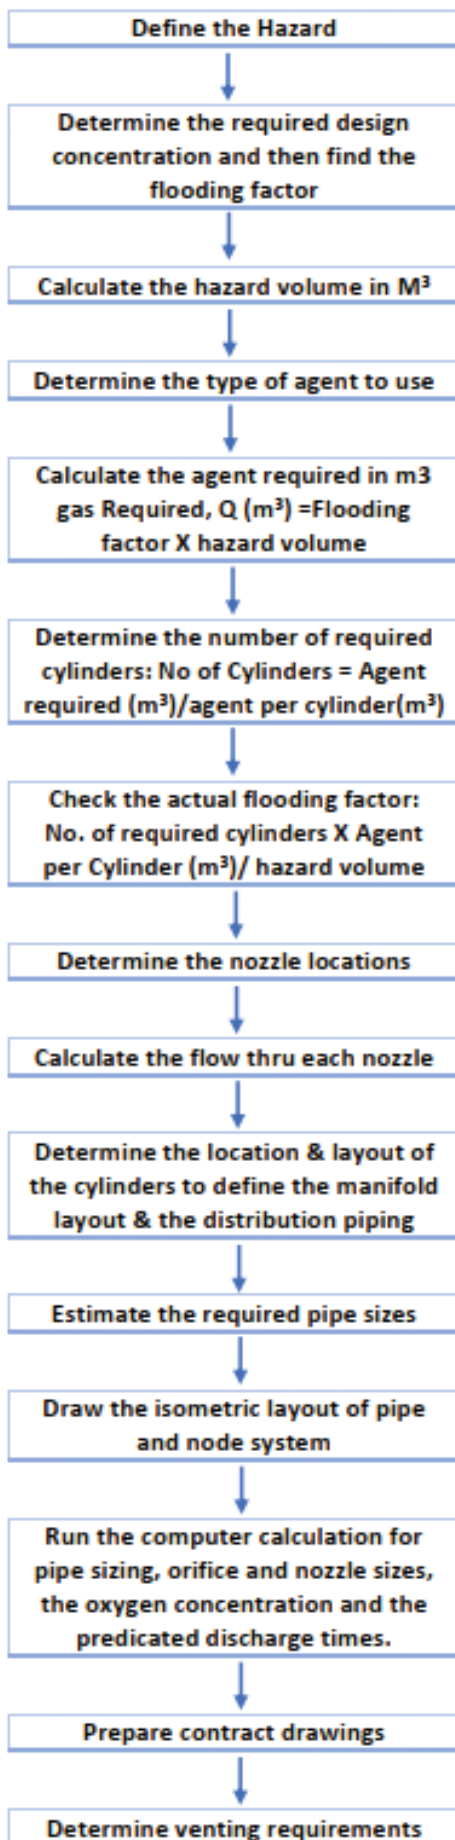 Define the Hazard
Determine the required design
concentration and then find the
flooding factor
Calculate the hazard volume in M³
Determine the type of agent to use
Calculate the agent required in m3
gas Required, Q (m³) =Flooding
factor X hazard volume
Determine the number of required
cylinders: No of Cylinders = Agent
required (m³)/agent per cylinder(m³)
Check the actual flooding factor:
No. of required cylinders X Agent
per Cylinder (m³)/ hazard volume
Determine the nozzle locations
Calculate the flow thru each nozzle
Determine the location & layout of
the cylinders to define the manifold
layout & the distribution piping
Estimate the required pipe sizes
Draw the isometric layout of pipe
and node system
Run the computer calculation for
pipe sizing, orifice and nozzle sizes,
the oxygen concentration and the
predicated discharge times.
Prepare contract drawings
Determine venting requirements